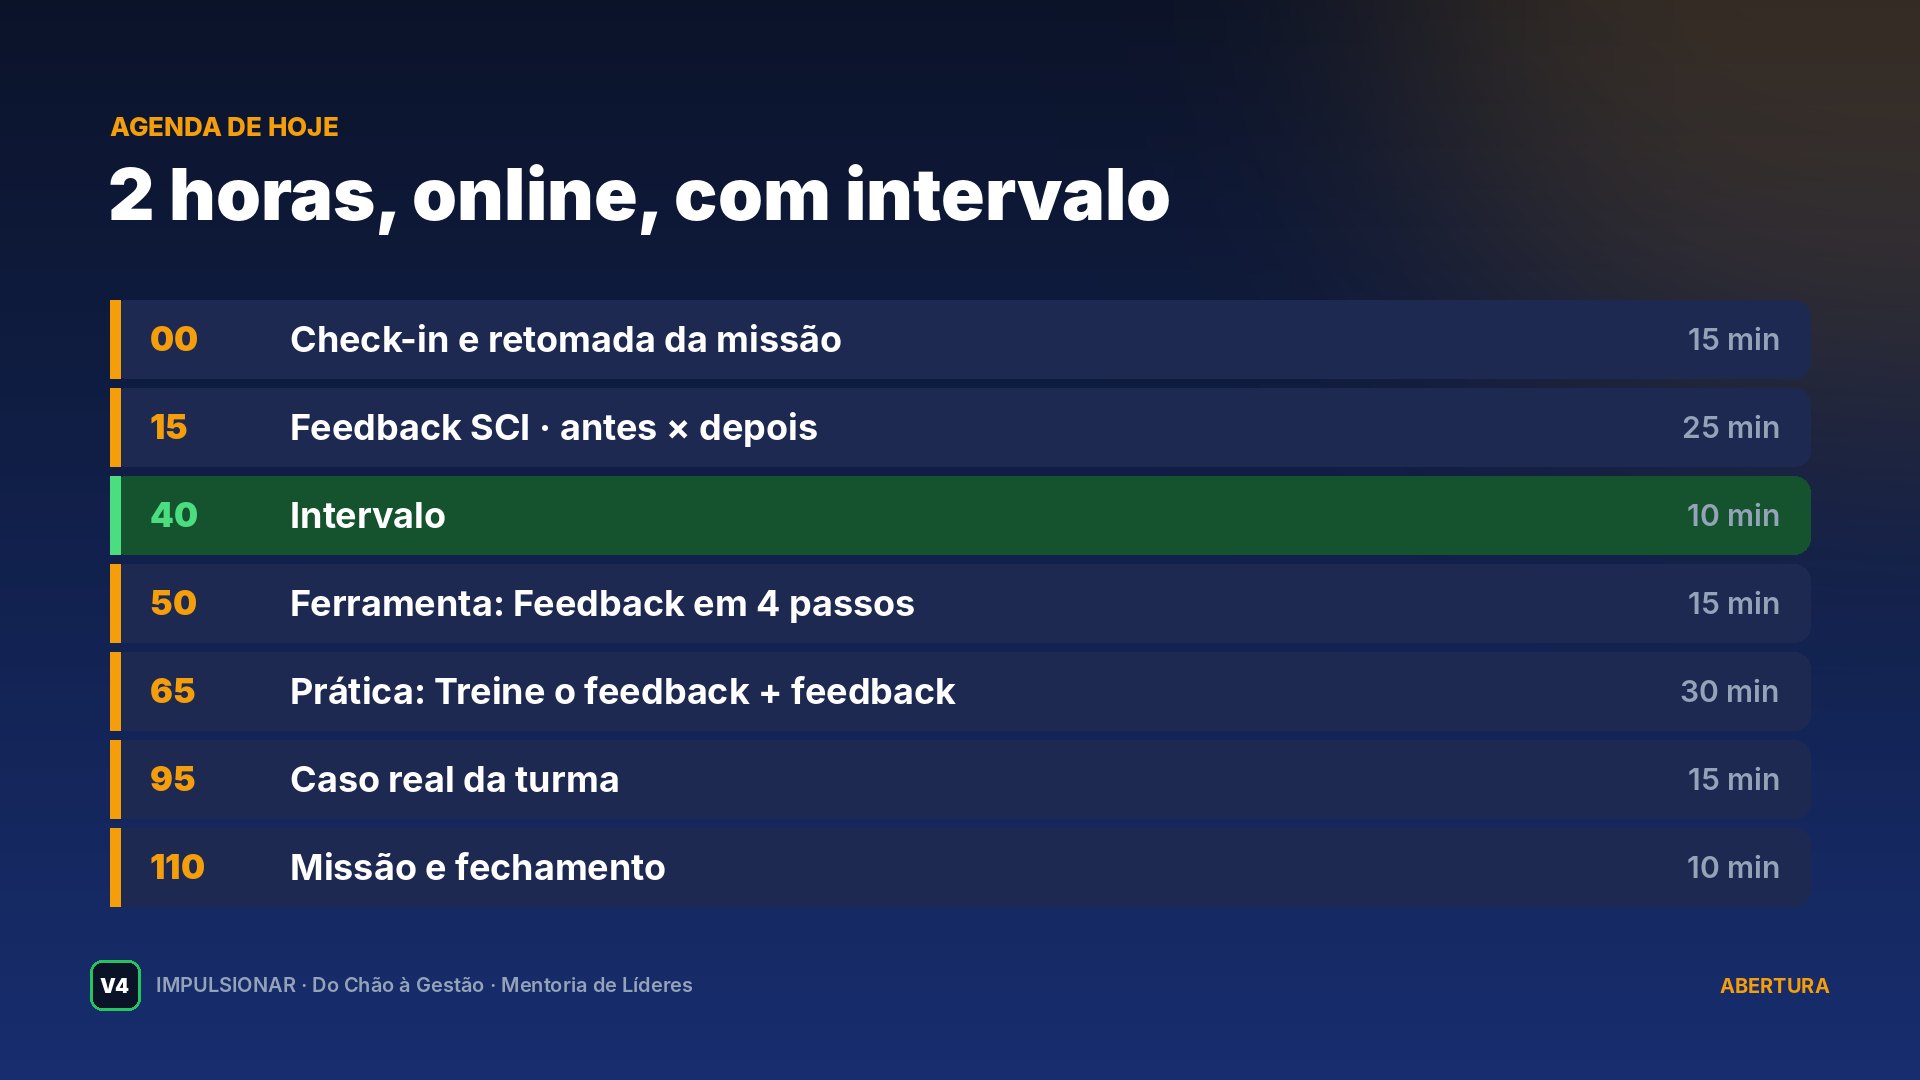 AGENDA DE HOJE
2 horas, online, com intervalo
00 Check-in e retomada da missão 15 min
15 Feedback SCI · antes × depois 25 min
40 Intervalo 10 min
50 Ferramenta: Feedback em 4 passos 15 min
65 Prática: Treine o feedback + feedback 30 min
95 Caso real da turma 15 min
110 Missão e fechamento 10 min
V4 IMPULSIONAR · Do Chão à Gestão · Mentoria de Líderes ABERTURA